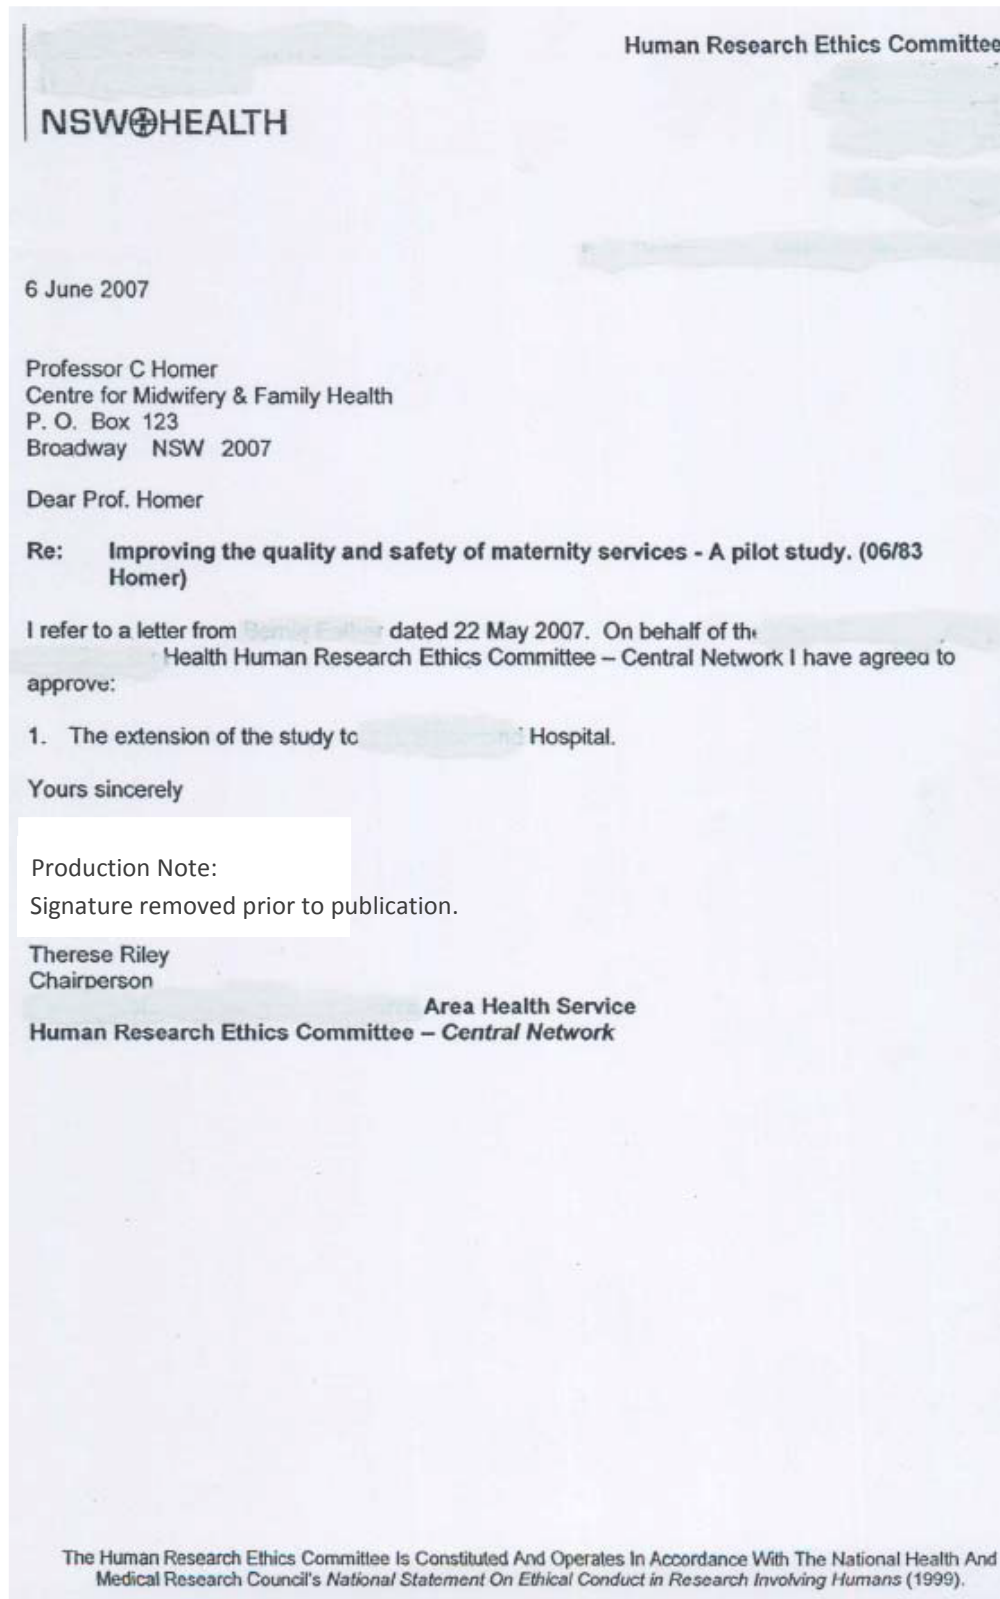 Human Research Ethics Committee
NSW HEALTH
6 June 2007
Professor C Homer
Centre for Midwifery & Family Health
P. O. Box 123
Broadway NSW 2007
Dear Prof. Homer
Re: Improving the quality and safety of maternity services - A pilot study. (06/83
Homer)
I refer to a letter from dated 22 May 2007. On behalf of
Health Human Research Ethics Committee – Central Network I have agreed to
approve:
1. The extension of the study to Hospital.
Yours sincerely
Production Note:
Signature removed prior to publication.
Therese Riley
Chairperson
Area Health Service
Human Research Ethics Committee – Central Network
The Human Research Ethics Committee Is Constituted And Operates In Accordance With The National Health And
Medical Research Council's National Statement On Ethical Conduct in Research Involving Humans (1999).